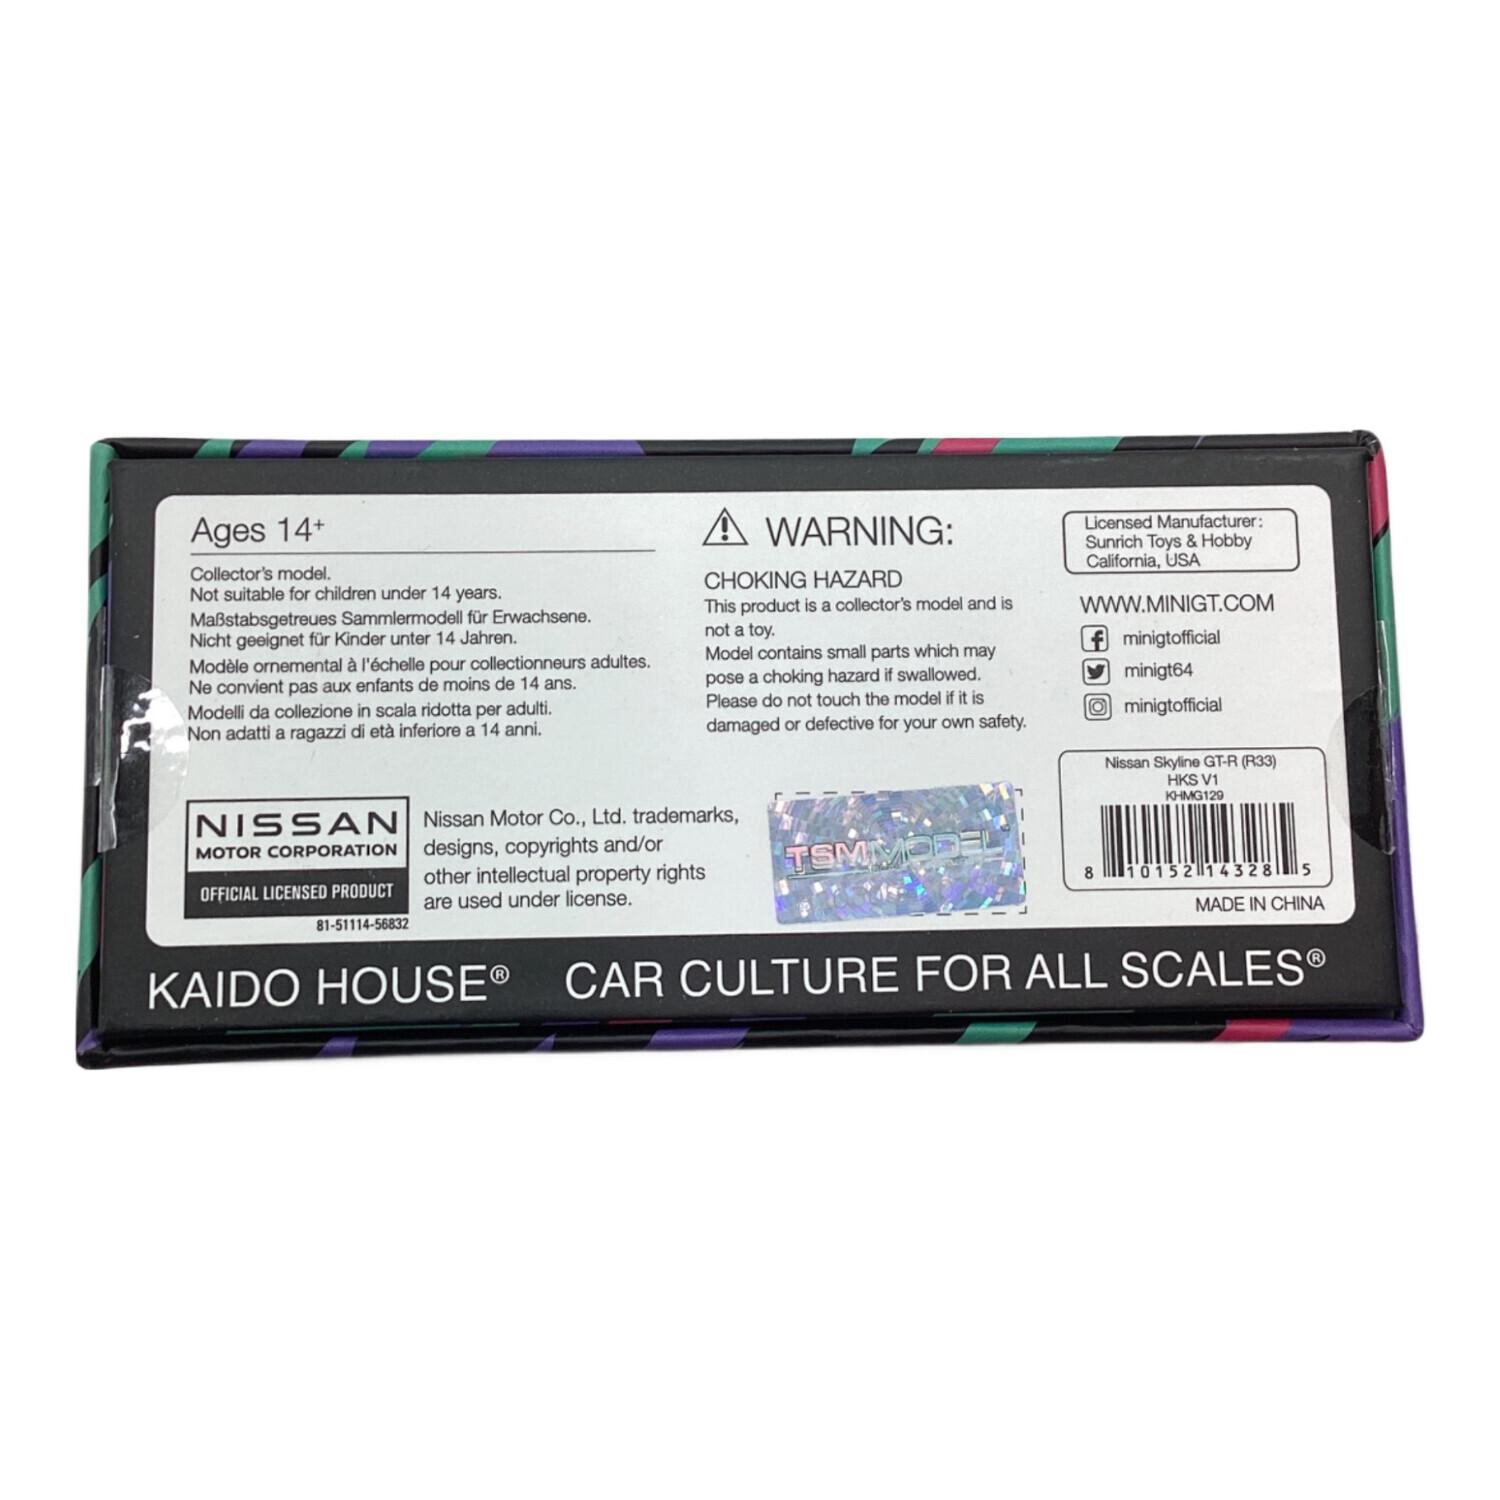 Ages 14+
Collector's model.
Not suitable for children under 14 years.
Maßstabsgetreues Sammlermodell für Erwachsene.
Nicht geeignet für Kinder unter 14 Jahren.
Modèle ornemental à l'échelle pour collectionneurs adultes.
Ne convient pas aux enfants de moins de 14 ans.
Modelli da collezione in scala ridotta per adulti.
Non adatti a ragazzi di età inferiore a 14 anni.
NISSAN
MOTOR CORPORATION
OFFICIAL LICENSED PRODUCT
81-51114-56832
Nissan Motor Co., Ltd. trademarks,
designs, copyrights and/or
other intellectual property rights
are used under license.
WARNING:
CHOKING HAZARD
This product is a collector's model and is
not a toy.
Model contains small parts which may
pose a choking hazard if swallowed.
Please do not touch the model if it is
damaged or defective for your own safety.
TSMMODEL
Licensed Manufacturer:
Sunrich Toys & Hobby
California, USA
WWW.MINIGT.COM
minigtofficial
minigt64
minigtofficial
Nissan Skyline GT-R (R33)
HKS V1
KHMG129
8 10152 14328 5
MADE IN CHINA
KAIDO HOUSE® CAR CULTURE FOR ALL SCALES®